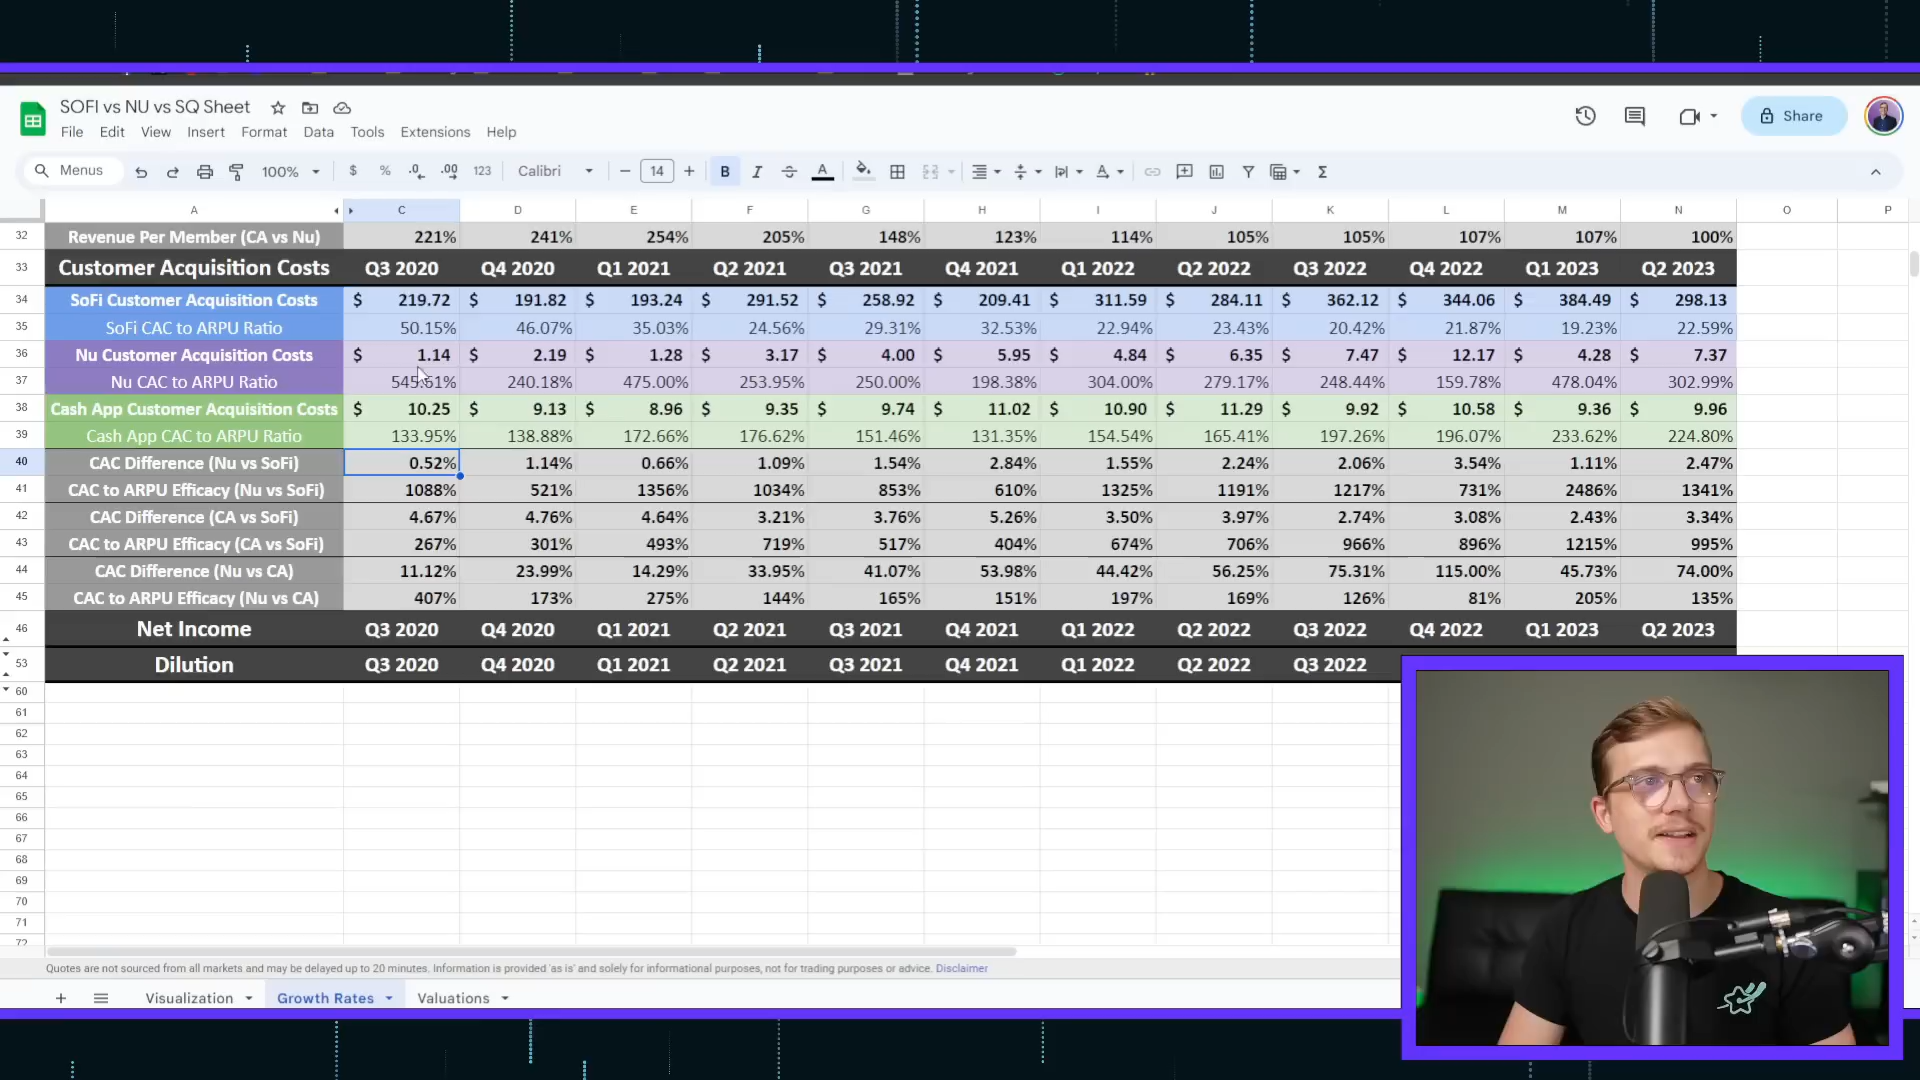 SOFI vs NU vs SQ Sheet
File Edit View Insert Format Data Tools Extensions Help
Share
Menus 100% $ % .0 .00 123 Calibri 14 B I A
A C D E F G H I J K L M N O P
32 Revenue Per Member (CA vs Nu) 221% 241% 254% 205% 148% 123% 114% 105% 105% 107% 107% 100%
33 Customer Acquisition Costs Q3 2020 Q4 2020 Q1 2021 Q2 2021 Q3 2021 Q4 2021 Q1 2022 Q2 2022 Q3 2022 Q4 2022 Q1 2023 Q2 2023
34 SoFi Customer Acquisition Costs $ 219.72 $ 191.82 $ 193.24 $ 291.52 $ 258.92 $ 209.41 $ 311.59 $ 284.11 $ 362.12 $ 344.06 $ 384.49 $ 298.13
35 SoFi CAC to ARPU Ratio 50.15% 46.07% 35.03% 24.56% 29.31% 32.53% 22.94% 23.43% 20.42% 21.87% 19.23% 22.59%
36 Nu Customer Acquisition Costs $ 1.14 $ 2.19 $ 1.28 $ 3.17 $ 4.00 $ 5.95 $ 4.84 $ 6.35 $ 7.47 $ 12.17 $ 4.28 $ 7.37
37 Nu CAC to ARPU Ratio 545.61% 240.18% 475.00% 253.95% 250.00% 198.38% 304.00% 279.17% 248.44% 159.78% 478.04% 302.99%
38 Cash App Customer Acquisition Costs $ 10.25 $ 9.13 $ 8.96 $ 9.35 $ 9.74 $ 11.02 $ 10.90 $ 11.29 $ 9.92 $ 10.58 $ 9.36 $ 9.96
39 Cash App CAC to ARPU Ratio 133.95% 138.88% 172.66% 176.62% 151.46% 131.35% 154.54% 165.41% 197.26% 196.07% 233.62% 224.80%
40 CAC Difference (Nu vs SoFi) 0.52% 1.14% 0.66% 1.09% 1.54% 2.84% 1.55% 2.24% 2.06% 3.54% 1.11% 2.47%
41 CAC to ARPU Efficacy (Nu vs SoFi) 1088% 521% 1356% 1034% 853% 610% 1325% 1191% 1217% 731% 2486% 1341%
42 CAC Difference (CA vs SoFi) 4.67% 4.76% 4.64% 3.21% 3.76% 5.26% 3.50% 3.97% 2.74% 3.08% 2.43% 3.34%
43 CAC to ARPU Efficacy (CA vs SoFi) 267% 301% 493% 719% 517% 404% 674% 706% 966% 896% 1215% 995%
44 CAC Difference (Nu vs CA) 11.12% 23.99% 14.29% 33.95% 41.07% 53.98% 44.42% 56.25% 75.31% 115.00% 45.73% 74.00%
45 CAC to ARPU Efficacy (Nu vs CA) 407% 173% 275% 144% 165% 151% 197% 169% 126% 81% 205% 135%
46 Net Income Q3 2020 Q4 2020 Q1 2021 Q2 2021 Q3 2021 Q4 2021 Q1 2022 Q2 2022 Q3 2022 Q4 2022 Q1 2023 Q2 2023
53 Dilution Q3 2020 Q4 2020 Q1 2021 Q2 2021 Q3 2021 Q4 2021 Q1 2022 Q2 2022 Q3 2022
60
61
62
63
64
65
66
67
68
69
70
71
72
Quotes are not sourced from all markets and may be delayed up to 20 minutes. Information is provided 'as is' and solely for informational purposes, not for trading purposes or advice. Disclaimer
Visualization Growth Rates Valuations